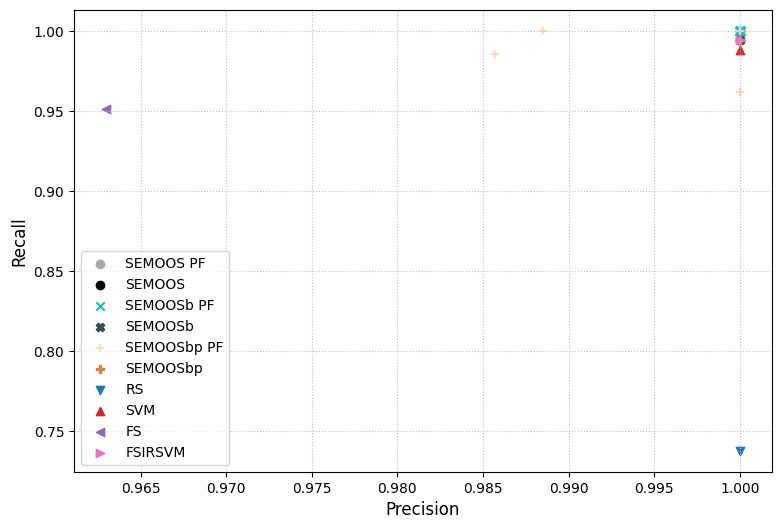 1.00
0.95
0.90
0.85
0.80
0.75
Recall
SEMOOS PF
SEMOOS
SEMOOSb PF
SEMOOSb
SEMOOSbp PF
SEMOOSbp
RS
SVM
FS
FSIRSVM
0.965 0.970 0.975 0.980 0.985 0.990 0.995 1.000
Precision